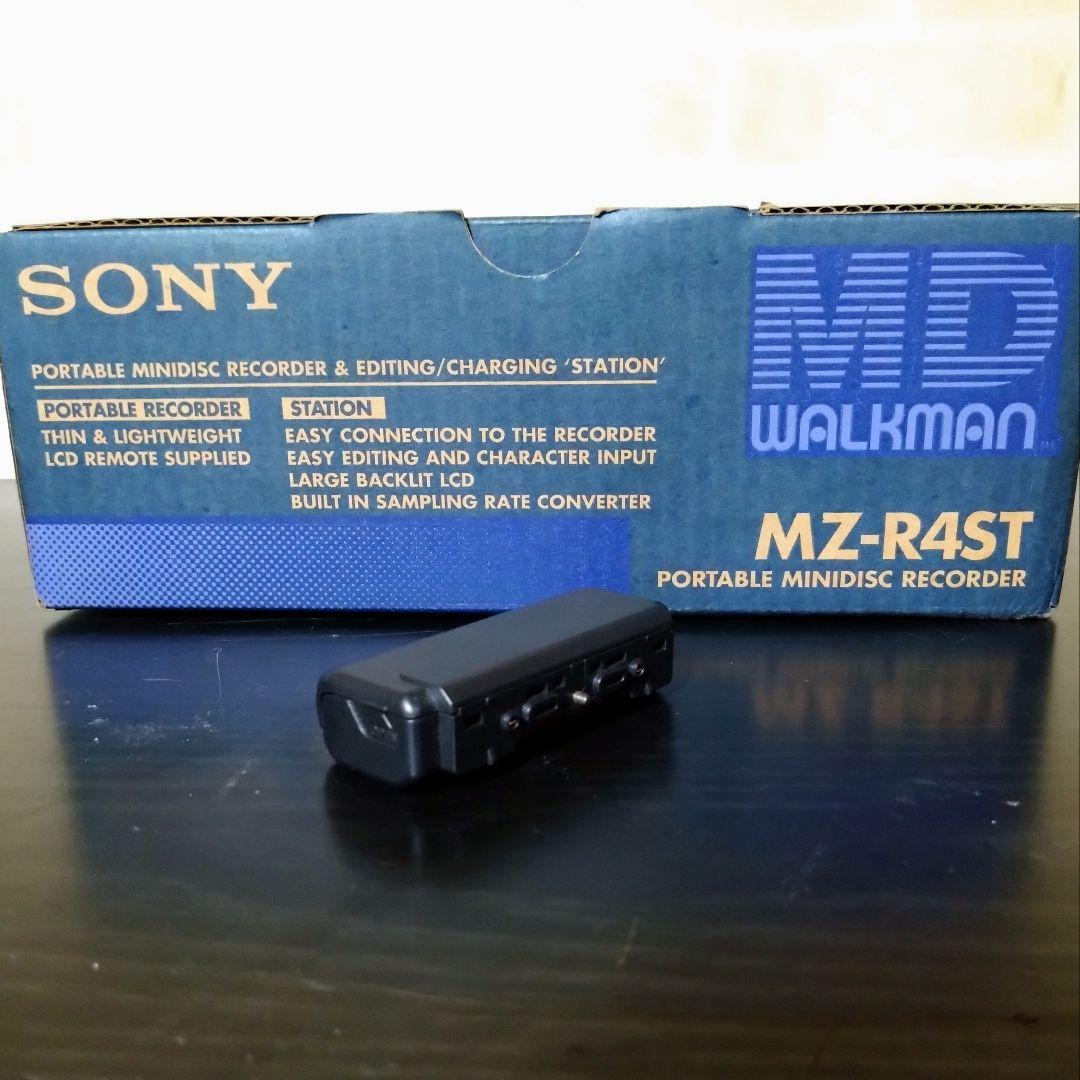 SONY
MD
WALKMAN
PORTABLE MINIDISC RECORDER & EDITING/CHARGING 'STATION'
PORTABLE RECORDER
THIN & LIGHTWEIGHT
LCD REMOTE SUPPLIED
STATION
EASY CONNECTION TO THE RECORDER
EASY EDITING AND CHARACTER INPUT
LARGE BACKLIT LCD
BUILT IN SAMPLING RATE CONVERTER
MZ-R4ST
PORTABLE MINIDISC RECORDER